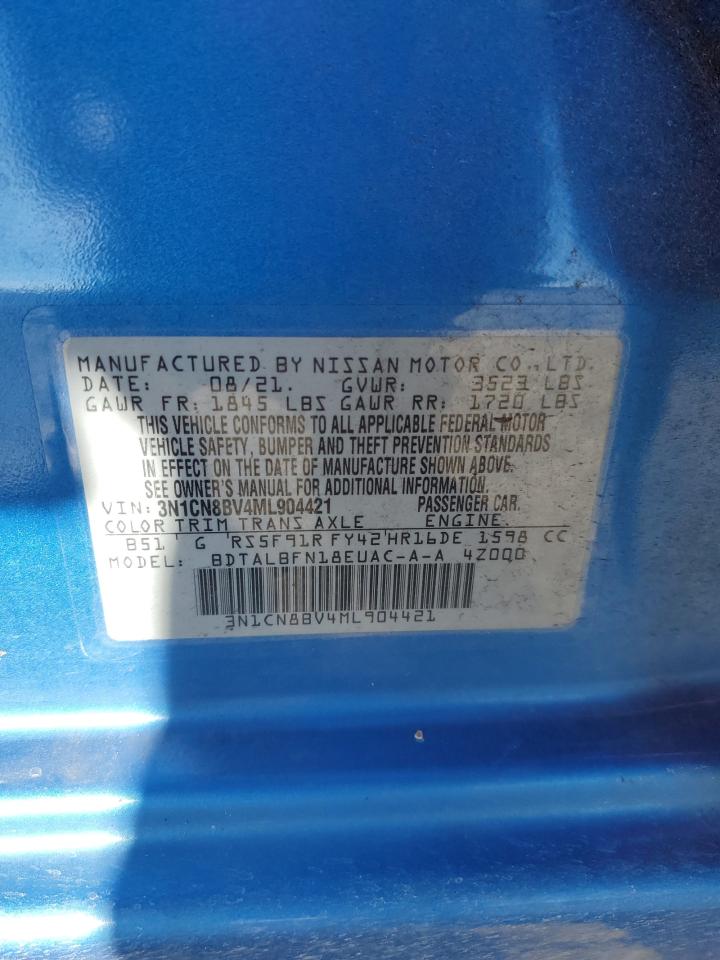 MANUFACTURED BY NISSAN MOTOR CO., LTD.
DATE: 08/21. GVWR: 3523 LBS
GAWR FR: 1845 LBS GAWR RR: 1720 LBS
THIS VEHICLE CONFORMS TO ALL APPLICABLE FEDERAL MOTOR
VEHICLE SAFETY, BUMPER AND THEFT PREVENTION STANDARDS
IN EFFECT ON THE DATE OF MANUFACTURE SHOWN ABOVE.
SEE OWNER'S MANUAL FOR ADDITIONAL INFORMATION.
VIN: 3N1CN8BV4ML904421 PASSENGER CAR.
COLOR TRIM TRANS AXLE ENGINE
B51 ' G RS5F91R FY42 HR16DE 1598 CC
MODEL: BDTALBFN18EUAC-A-A 4Z000
3N1CN8BV4ML904421